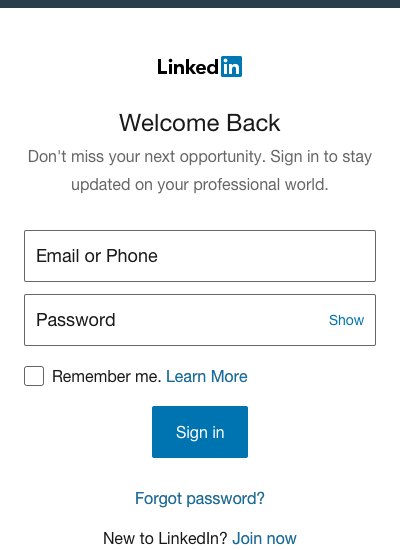 Linkedin
Welcome Back
Don't miss your next opportunity. Sign in to stay
updated on your professional world.
Email or Phone
Password Show
Remember me. Learn More
Sign in
Forgot password?
New to LinkedIn? Join now